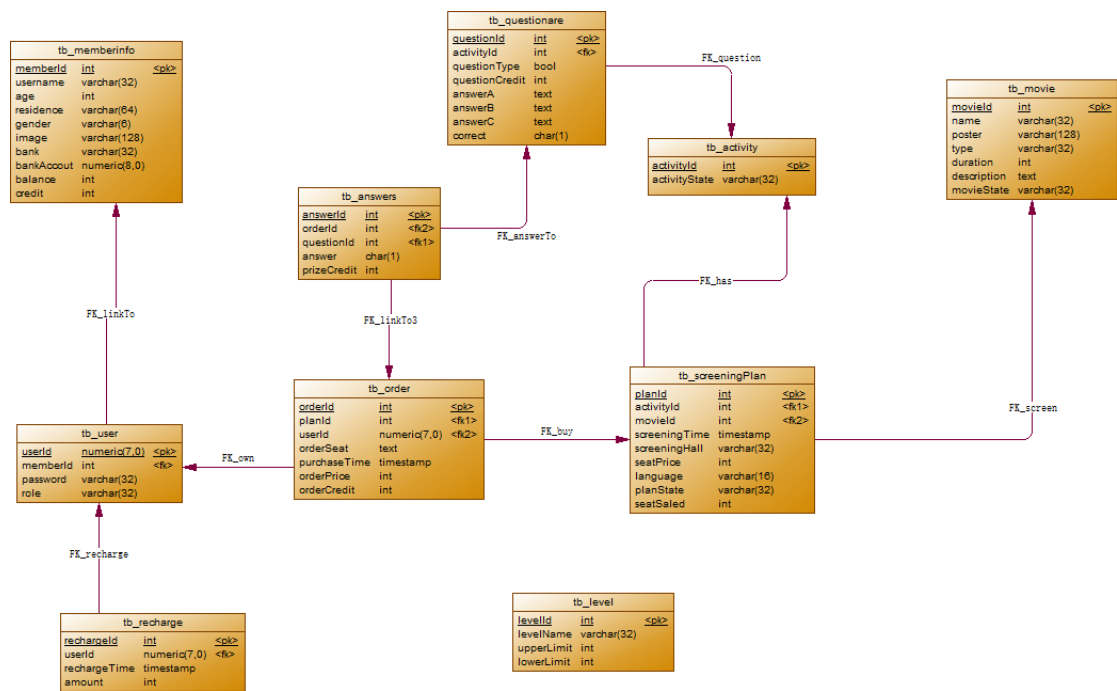 tb_memberinfo
memberId int <pk>
username varchar(32)
age int
residence varchar(64)
gender varchar(6)
image varchar(128)
bank varchar(32)
bankAccout numeric(8,0)
balance int
credit int
tb_questionare
questionId int <pk>
activityId int <fk>
questionType bool
questionCredit int
answerA text
answerB text
answerC text
correct char(1)
FK_question
tb_movie
movieId int <pk>
name varchar(32)
poster varchar(128)
type varchar(32)
duration int
description text
movieState varchar(32)
tb_activity
activityId int <pk>
activityState varchar(32)
tb_answers
answerId int <pk>
orderId int <fk2>
questionId int <fk1>
answer char(1)
prizeCredit int
FK_answerTo
FK_has
FK_linkTo
FK_linkTo3
tb_order
orderId int <pk>
planId int <fk1>
userId numeric(7,0) <fk2>
orderSeat text
purchaseTime timestamp
orderPrice int
orderCredit int
FK_buy
tb_screeningPlan
planId int <pk>
activityId int <fk1>
movieId int <fk2>
screeningTime timestamp
screeningHall varchar(32)
seatPrice int
language varchar(16)
planState varchar(32)
seatSaled int
FK_screen
tb_user
userId numeric(7,0) <pk>
memberId int <fk>
password varchar(32)
role varchar(32)
FK_own
FK_recharge
tb_recharge
rechargeId int <pk>
userId numeric(7,0) <fk>
rechargeTime timestamp
amount int
tb_level
levelId int <pk>
levelName varchar(32)
upperLimit int
lowerLimit int